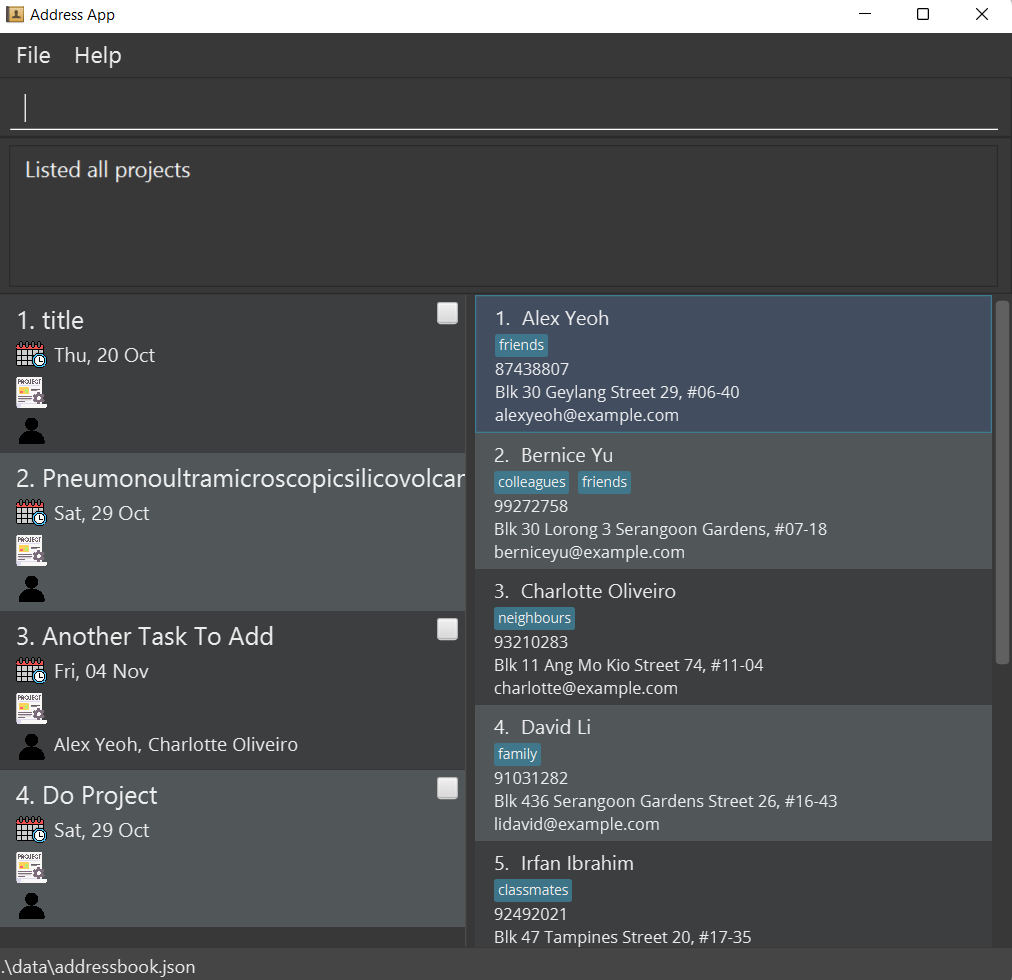 Address App
File Help
Listed all projects
1. title
Thu, 20 Oct
PROJECT
2. Pneumonoultramicroscopicsilicovolcar
Sat, 29 Oct
PROJECT
3. Another Task To Add
Fri, 04 Nov
PROJECT
Alex Yeoh, Charlotte Oliveiro
4. Do Project
Sat, 29 Oct
PROJECT
1. Alex Yeoh
friends
87438807
Blk 30 Geylang Street 29, #06-40
alexyeoh@example.com
2. Bernice Yu
colleagues friends
99272758
Blk 30 Lorong 3 Serangoon Gardens, #07-18
berniceyu@example.com
3. Charlotte Oliveiro
neighbours
93210283
Blk 11 Ang Mo Kio Street 74, #11-04
charlotte@example.com
4. David Li
family
91031282
Blk 436 Serangoon Gardens Street 26, #16-43
lidavid@example.com
5. Irfan Ibrahim
classmates
92492021
Blk 47 Tampines Street 20, #17-35
.\data\addressbook.json